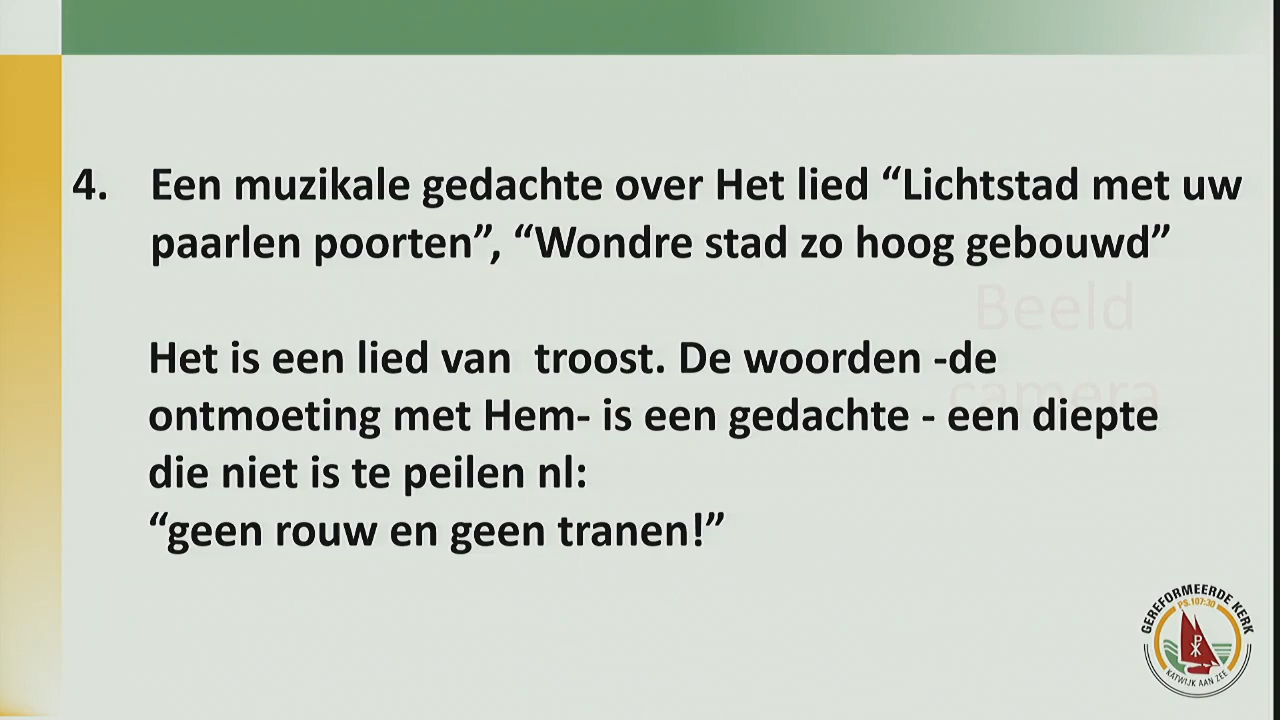 4. Een muzikale gedachte over Het lied “Lichtstad met uw
paarlen poorten”, “Wondre stad zo hoog gebouwd”
Beeld
camera
Het is een lied van  troost. De woorden -de
ontmoeting met Hem- is een gedachte - een diepte
die niet is te peilen nl:
“geen rouw en geen tranen!”
GEREFORMEERDE KERK
PS.107:30
KATWIJK AAN ZEE